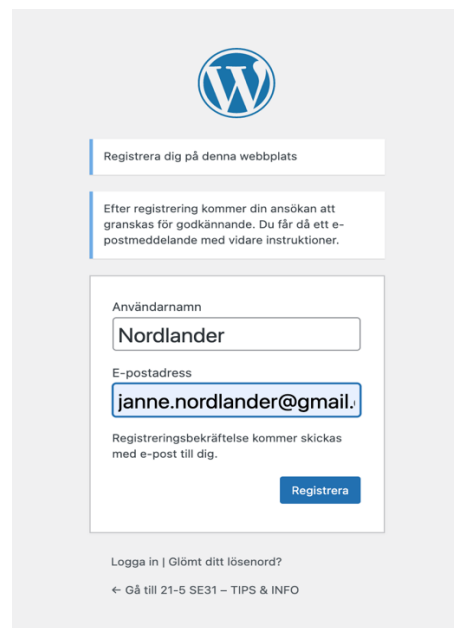 Registrera dig på denna webbplats
Efter registrering kommer din ansökan att
granskas för godkännande. Du får då ett e-
postmeddelande med vidare instruktioner.
Användarnamn
Nordlander
E-postadress
janne.nordlander@gmail.
Registreringsbekräftelse kommer skickas
med e-post till dig.
Registrera
Logga in | Glömt ditt lösenord?
← Gå till 21-5 SE31 – TIPS & INFO